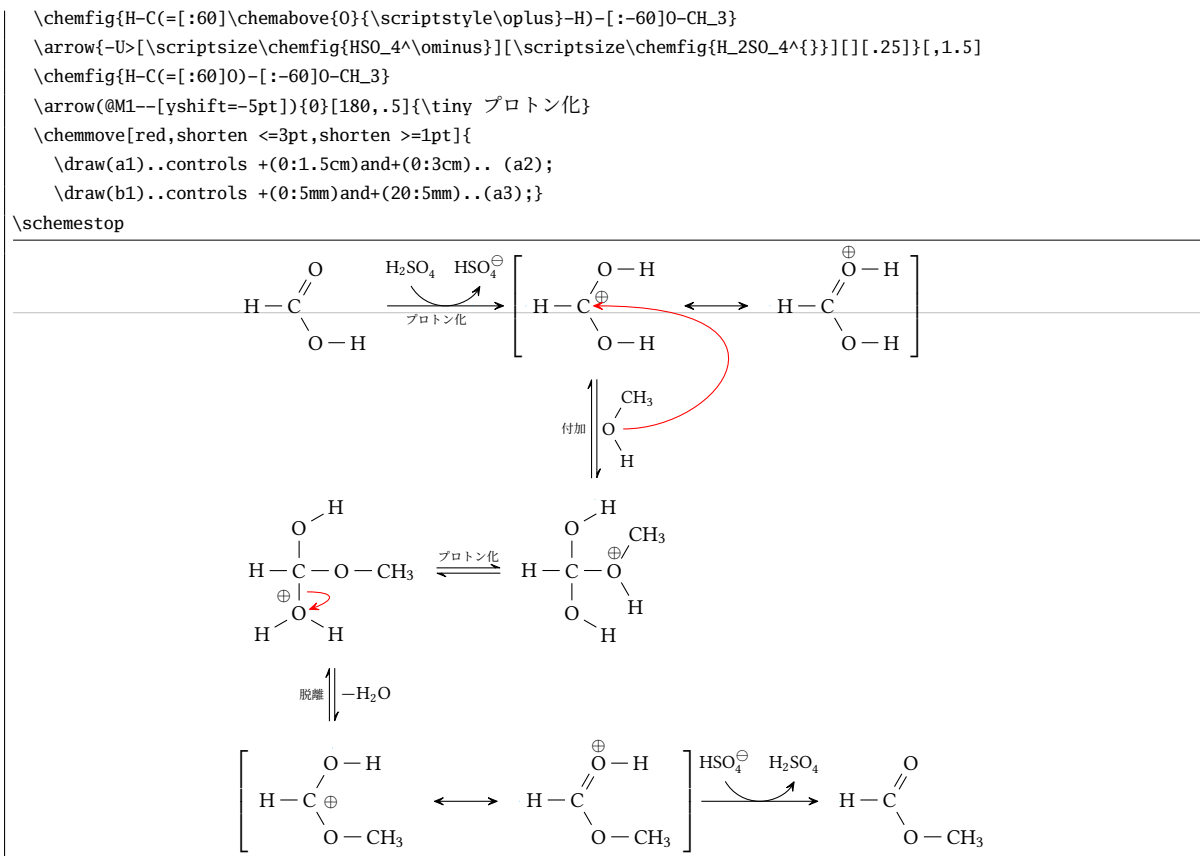 \chemfig{H-C(=[:60]\chemabove{O}{\scriptstyle\oplus}-H)-[:-60]O-CH_3}
\arrow{-U>[\scriptsize\chemfig{HSO_4^\ominus}][\scriptsize\chemfig{H_2SO_4^{}}][][.25]}[,1.5]
\chemfig{H-C(=[:60]O)-[:-60]O-CH_3}
\arrow(@M1--[yshift=-5pt]){0}[180,.5]{\tiny プロトン化}
\chemmove[red,shorten <=3pt,shorten >=1pt]{
\draw(a1)..controls +(0:1.5cm)and+(0:3cm).. (a2);
\draw(b1)..controls +(0:5mm)and+(20:5mm)..(a3);}
\schemestop
O H₂SO₄ HSO₄⊖ O—H ⊕ O—H
H—C プロトン化 H—C ⊕ H—C
O—H O—H O—H
CH₃
付加 O
H
H H
O O CH₃
H—C—O—CH₃ プロトン化 H—C—O ⊕
⊕ O O H
H H H
脱離 −H₂O
O—H ⊕ O—H HSO₄⊖ H₂SO₄ O
H—C ⊕ H—C H—C
O—CH₃ O—CH₃ O—CH₃